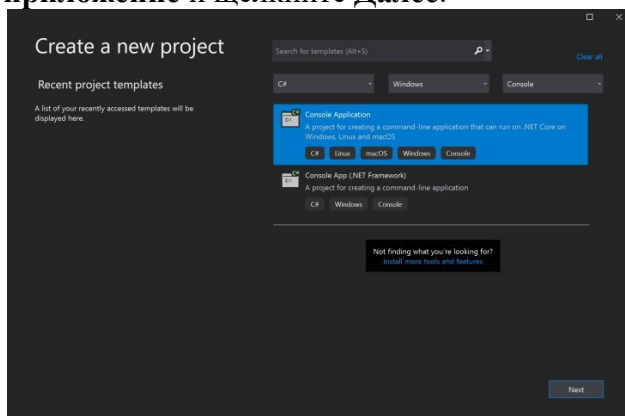 приложение и щелкните Далее.
Create a new project
Search for templates (Alt+S)
Clear all
Recent project templates
C#
Windows
Console
A list of your recently accessed templates will be
displayed here.
Console Application
A project for creating a command-line application that can run on .NET Core on
Windows, Linux and macOS
C# Linux macOS Windows Console
Console App (.NET Framework)
A project for creating a command-line application
C# Windows Console
Not finding what you're looking for?
Install more tools and features
Next